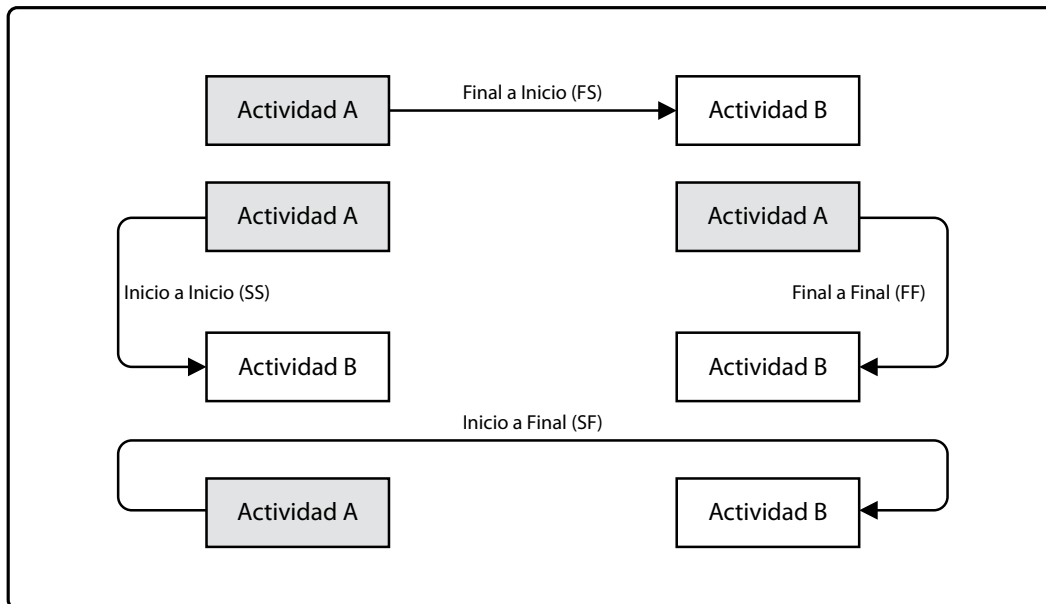 Actividad A
Final a Inicio (FS)
Actividad B
Actividad A
Actividad A
Inicio a Inicio (SS)
Final a Final (FF)
Actividad B
Actividad B
Inicio a Final (SF)
Actividad A
Actividad B